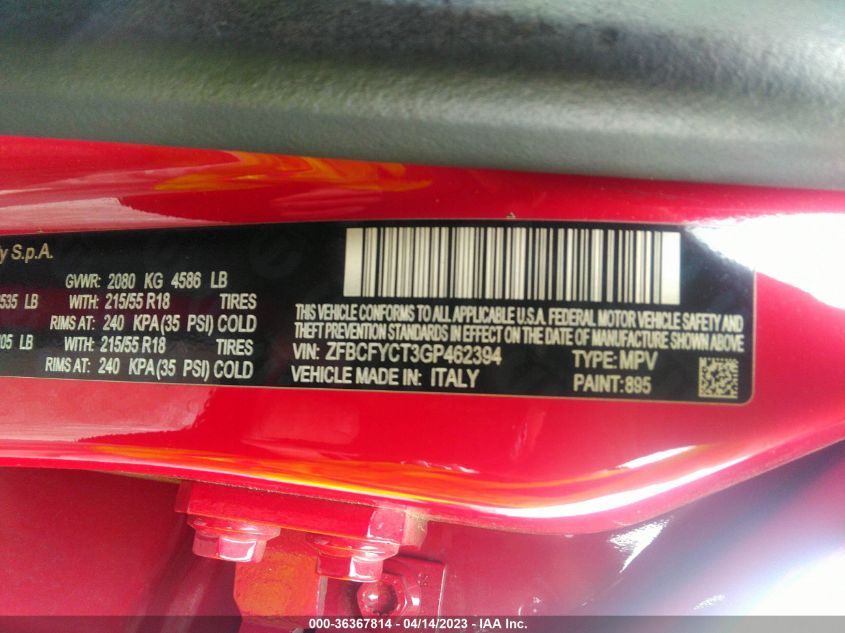 y S.p.A.
GVWR: 2080 KG 4586 LB
535 LB WITH: 215/55 R18 TIRES
RIMS AT: 240 KPA(35 PSI) COLD
05 LB WITH: 215/55 R18 TIRES
RIMS AT: 240 KPA(35 PSI) COLD
THIS VEHICLE CONFORMS TO ALL APPLICABLE U.S.A. FEDERAL MOTOR VEHICLE SAFETY AND
THEFT PREVENTION STANDARDS IN EFFECT ON THE DATE OF MANUFACTURE SHOWN ABOVE.
VIN: ZFBCFYCT3GP462394 TYPE: MPV
VEHICLE MADE IN: ITALY PAINT: 895
000-36367814 - 04/14/2023 - IAA Inc.